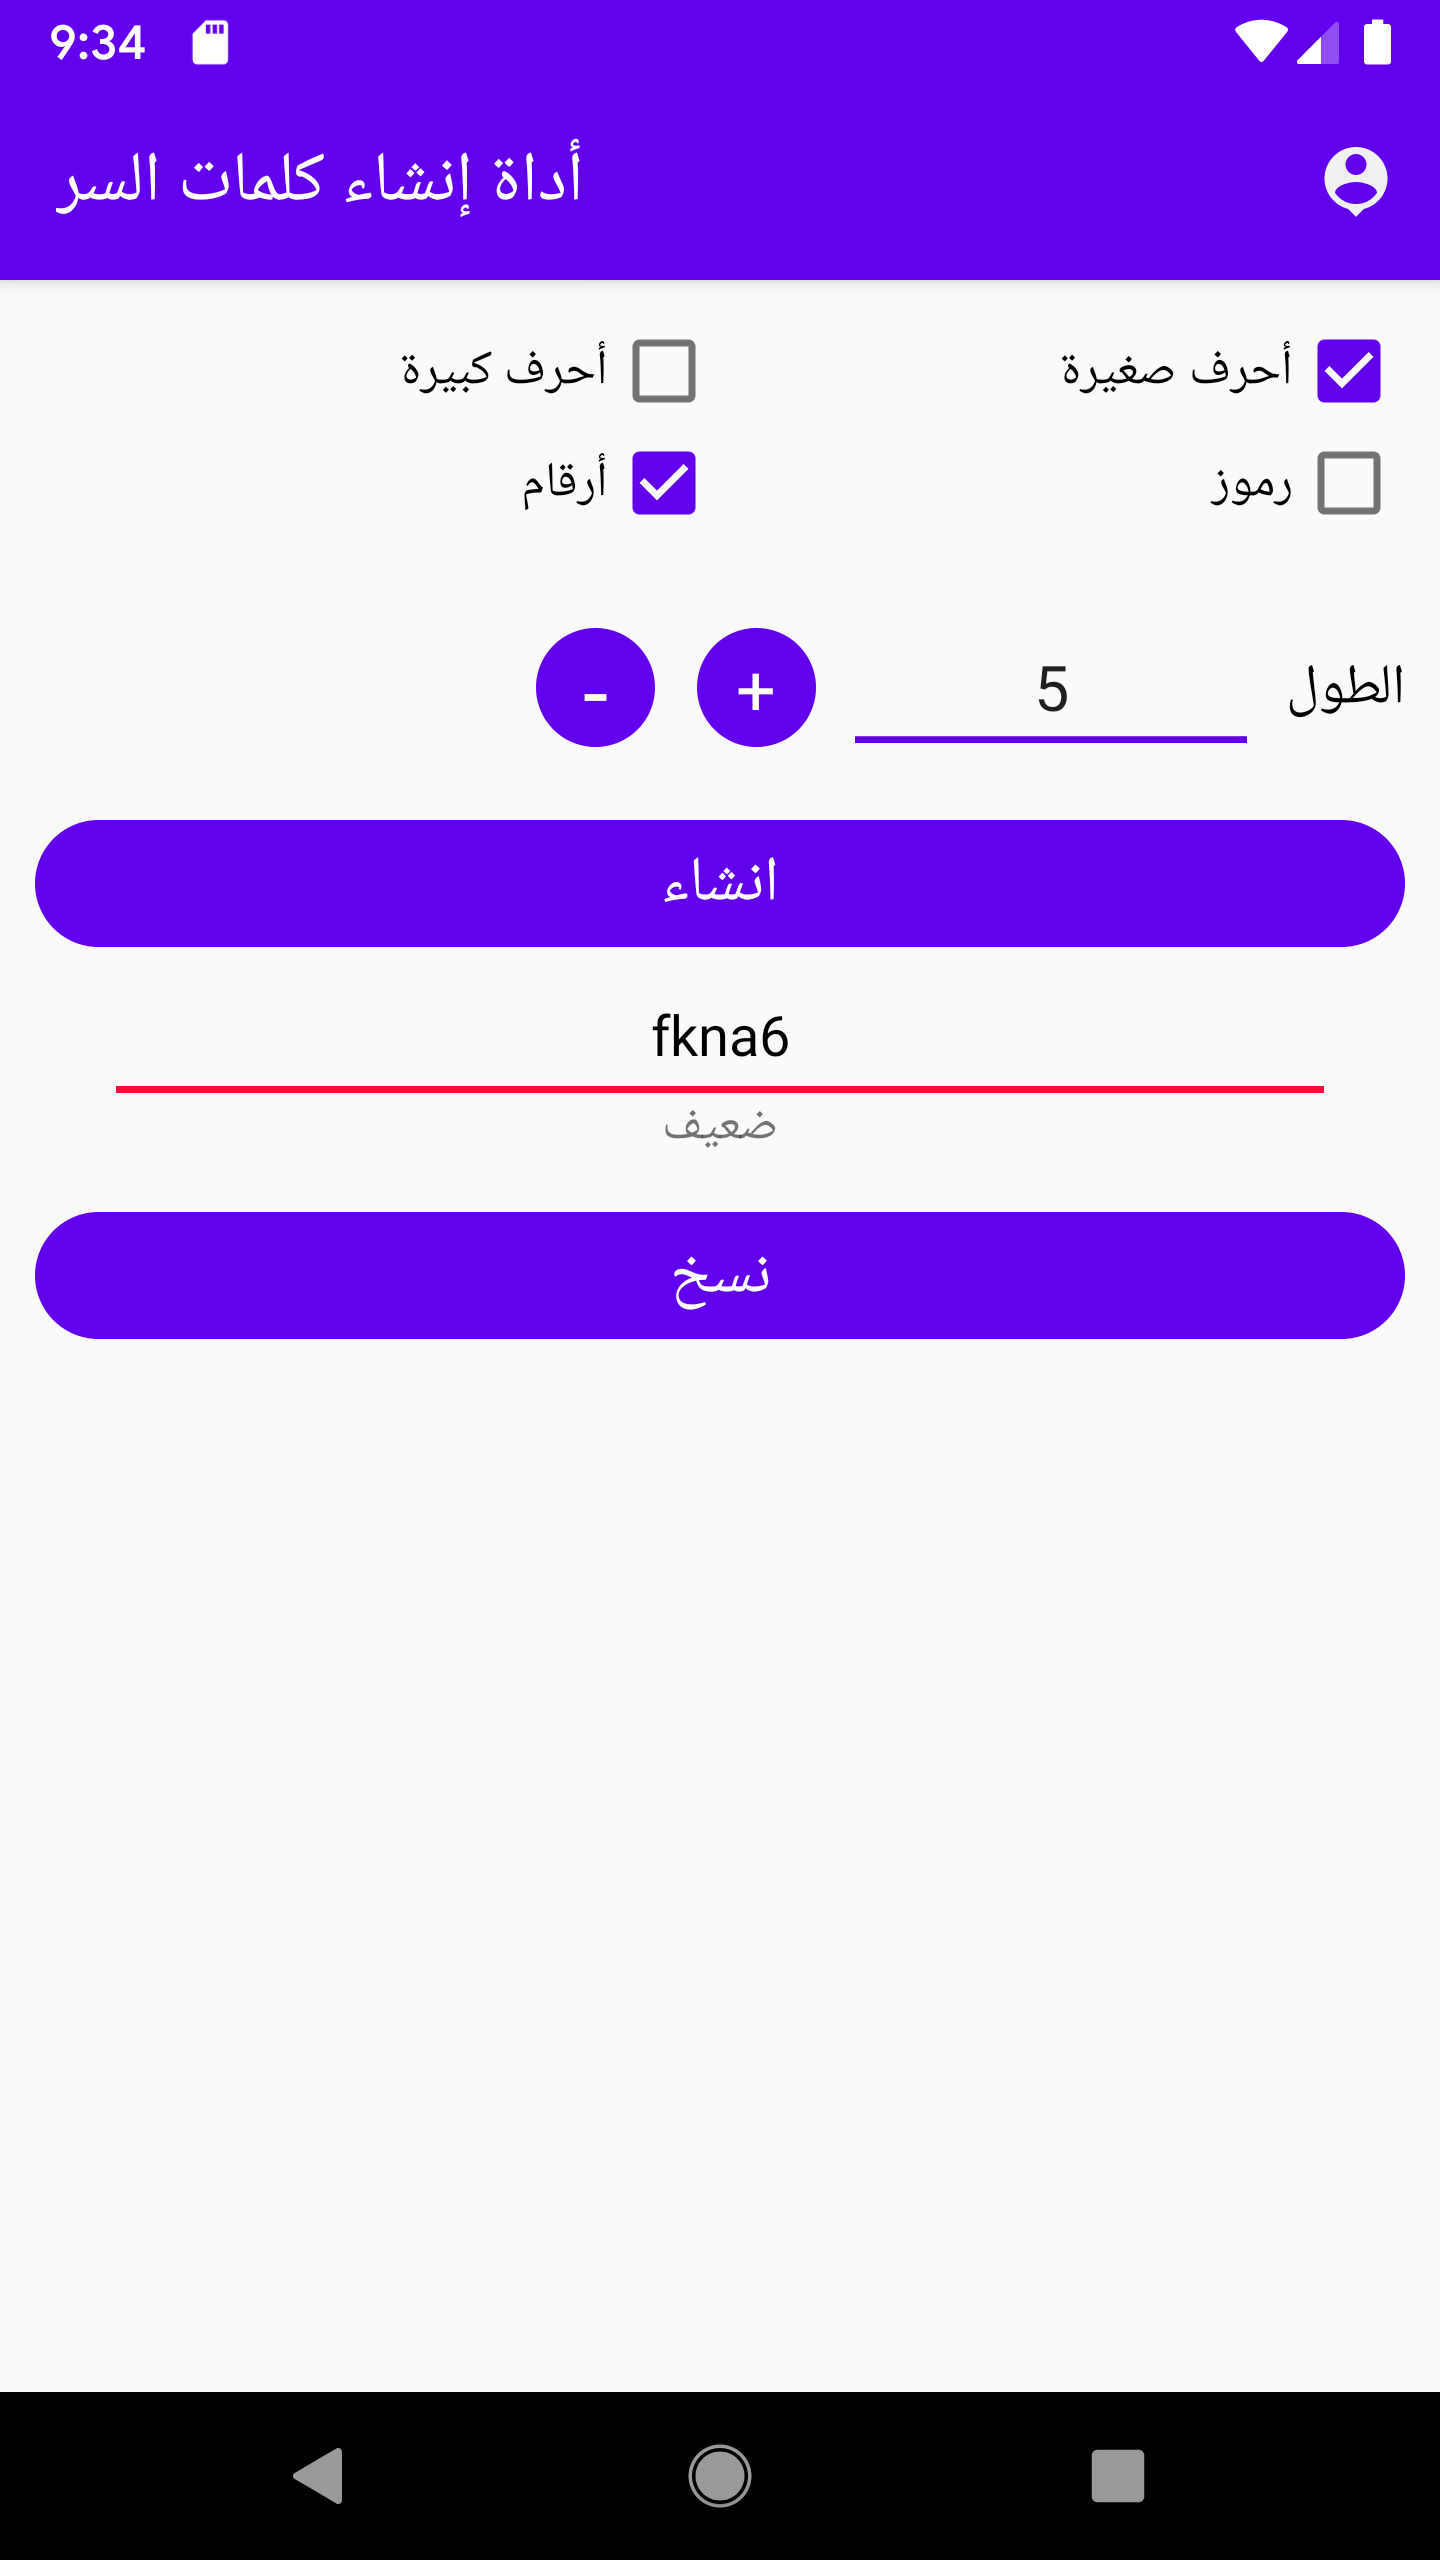 9:34
أداة إنشاء كلمات السر
أحرف صغيرة
أحرف كبيرة
رموز
أرقام
الطول 5 + -
انشاء
fkna6
ضعيف
نسخ